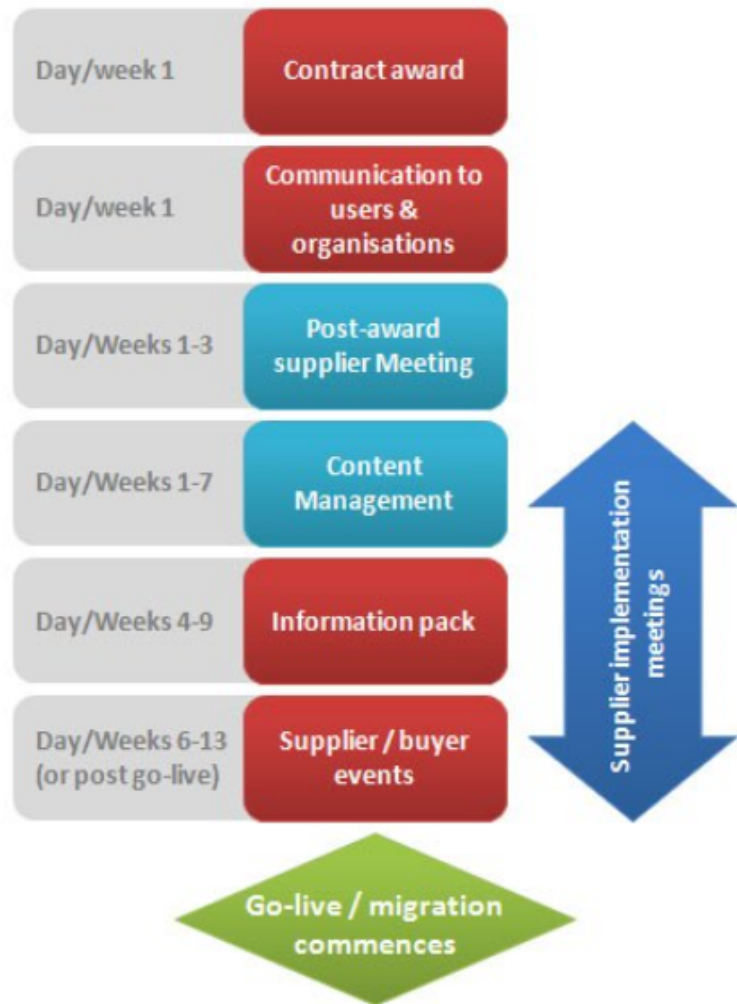 Day/week 1
Contract award
Day/week 1
Communication to
users &
organisations
Day/Weeks 1-3
Post-award
supplier Meeting
Day/Weeks 1-7
Content
Management
Day/Weeks 4-9
Information pack
Day/Weeks 6-13
(or post go-live)
Supplier / buyer
events
Supplier implementation
meetings
Go-live / migration
commences